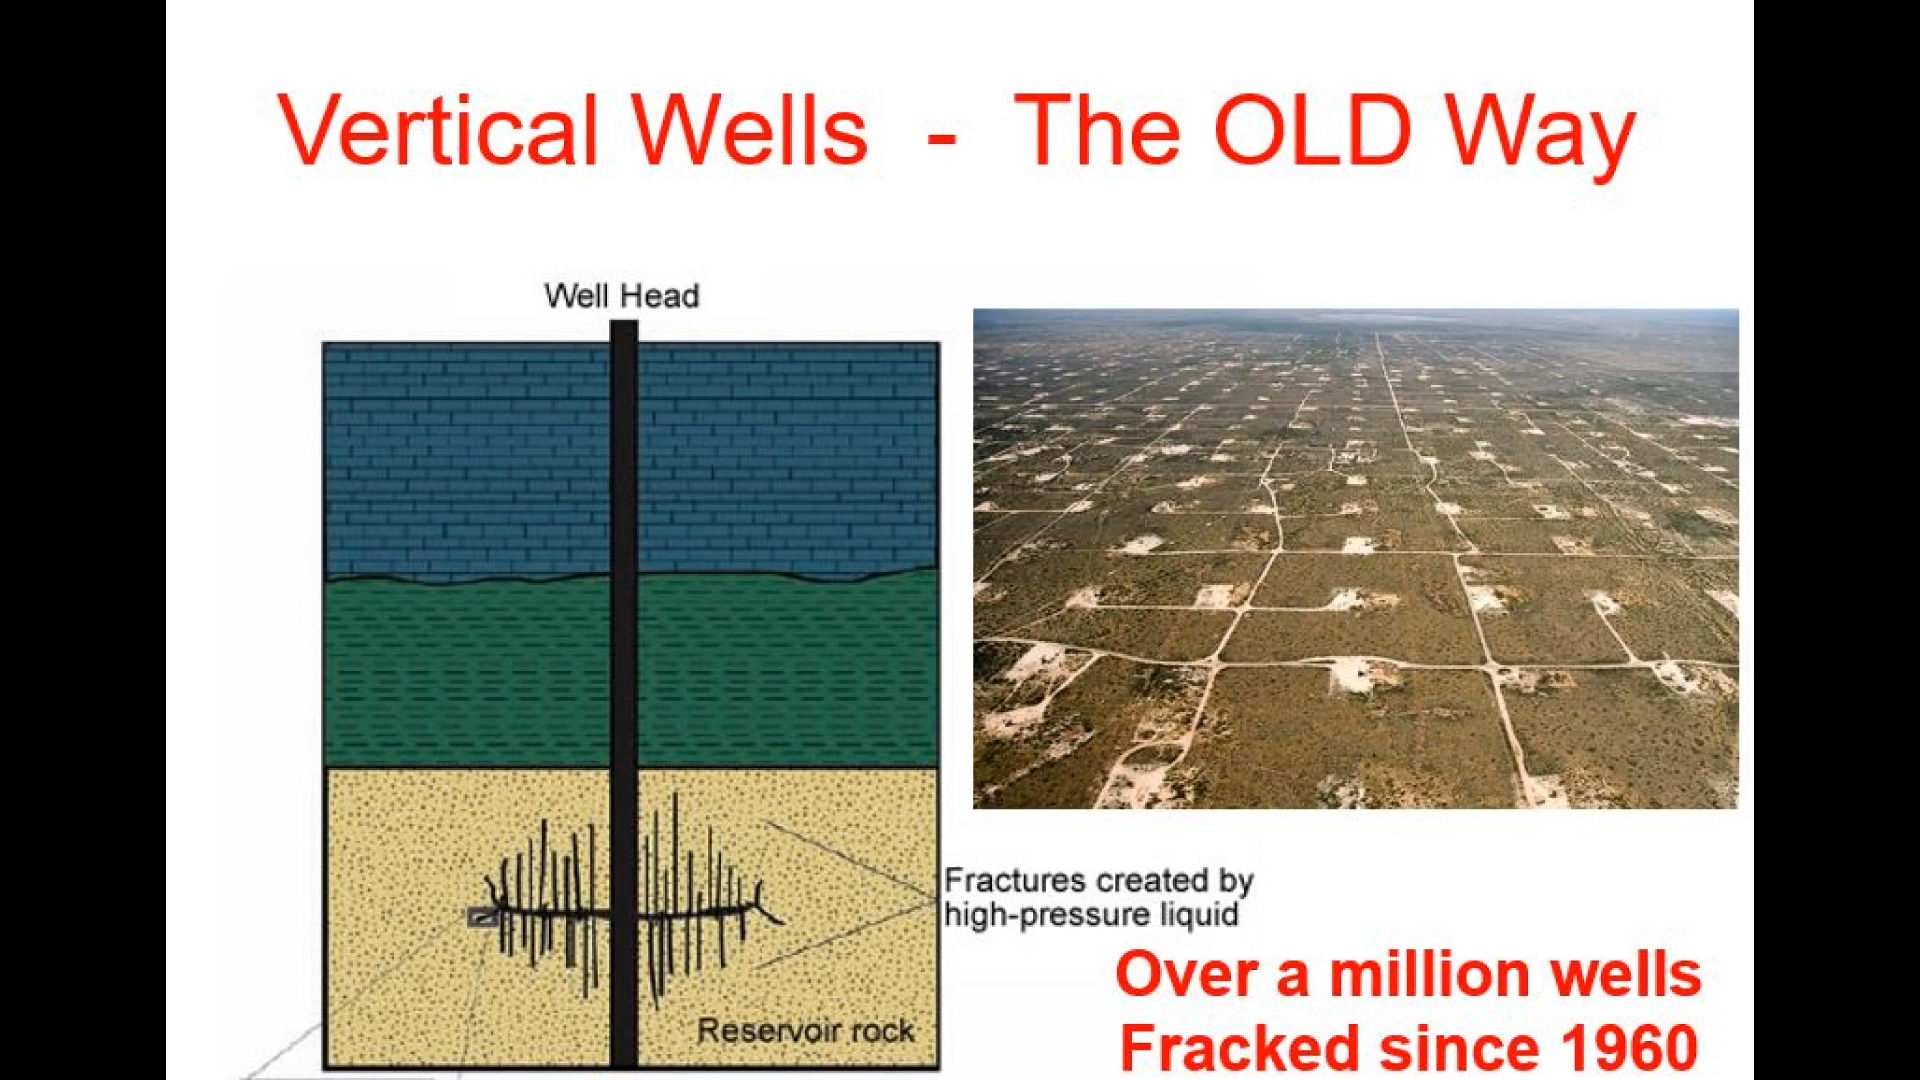 Vertical Wells - The OLD Way
Well Head
Fractures created by
high-pressure liquid
Reservoir rock
Over a million wells
Fracked since 1960